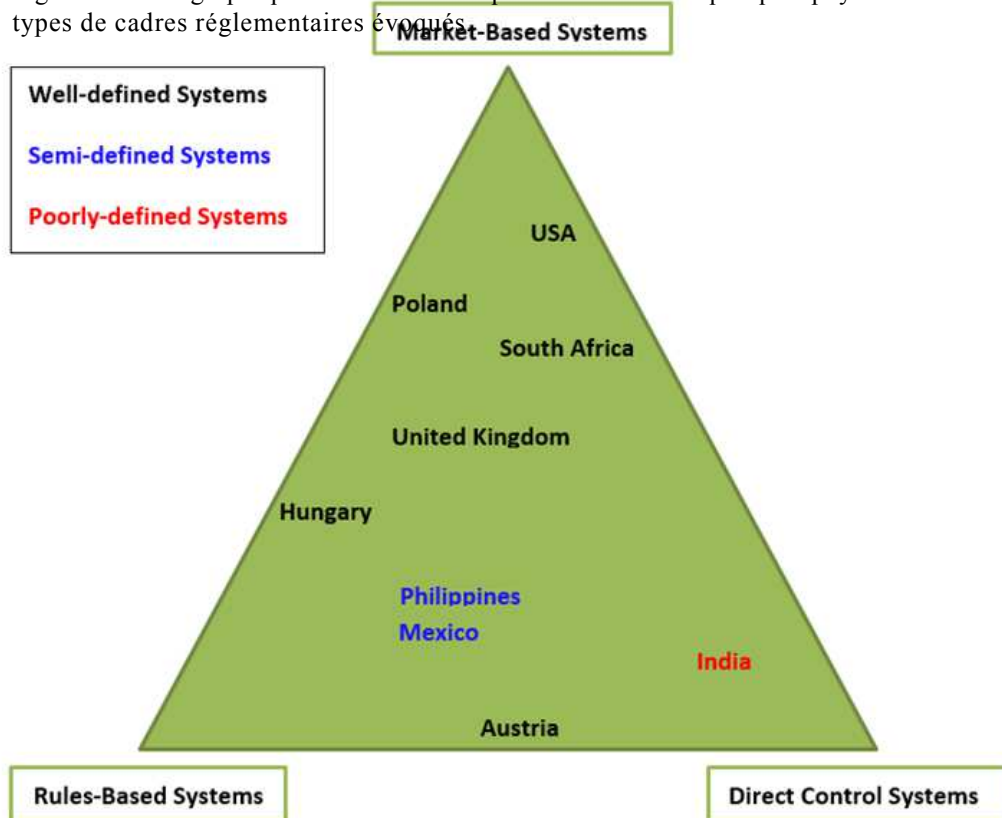 types de cadres réglementaires évoqués
Market-Based Systems
Well-defined Systems
Semi-defined Systems
Poorly-defined Systems
USA
Poland
South Africa
United Kingdom
Hungary
Philippines
Mexico
India
Austria
Rules-Based Systems
Direct Control Systems